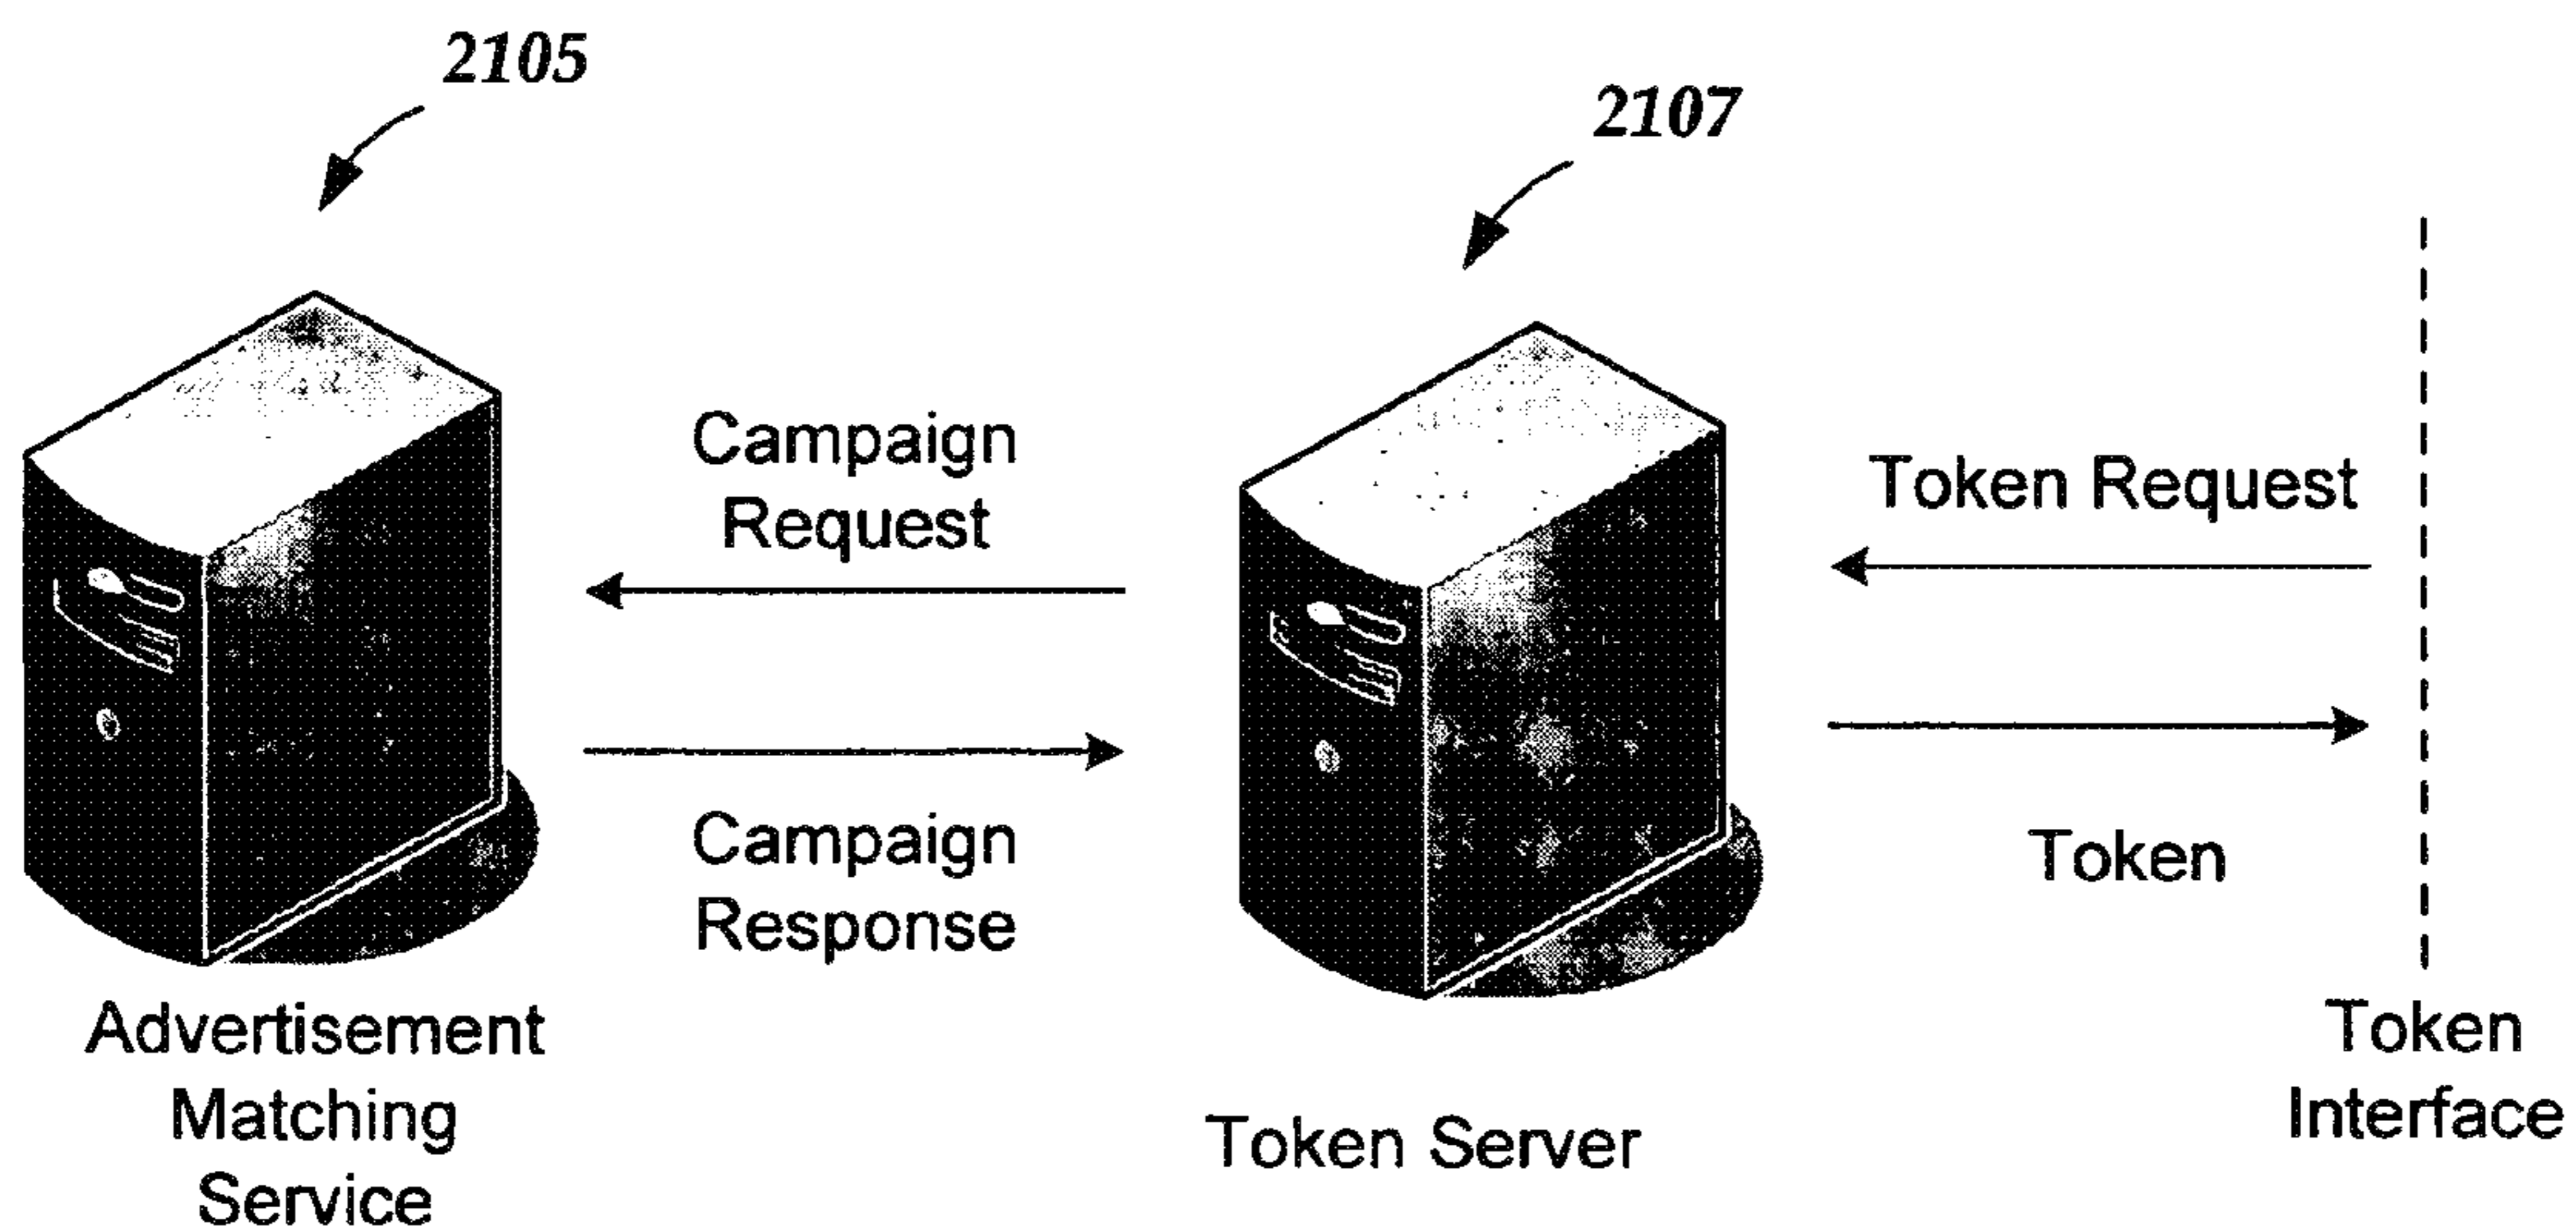 2105
2107
Campaign
Request
Token Request
Campaign
Response
Token
Advertisement
Matching
Service
Token Server
Token
Interface